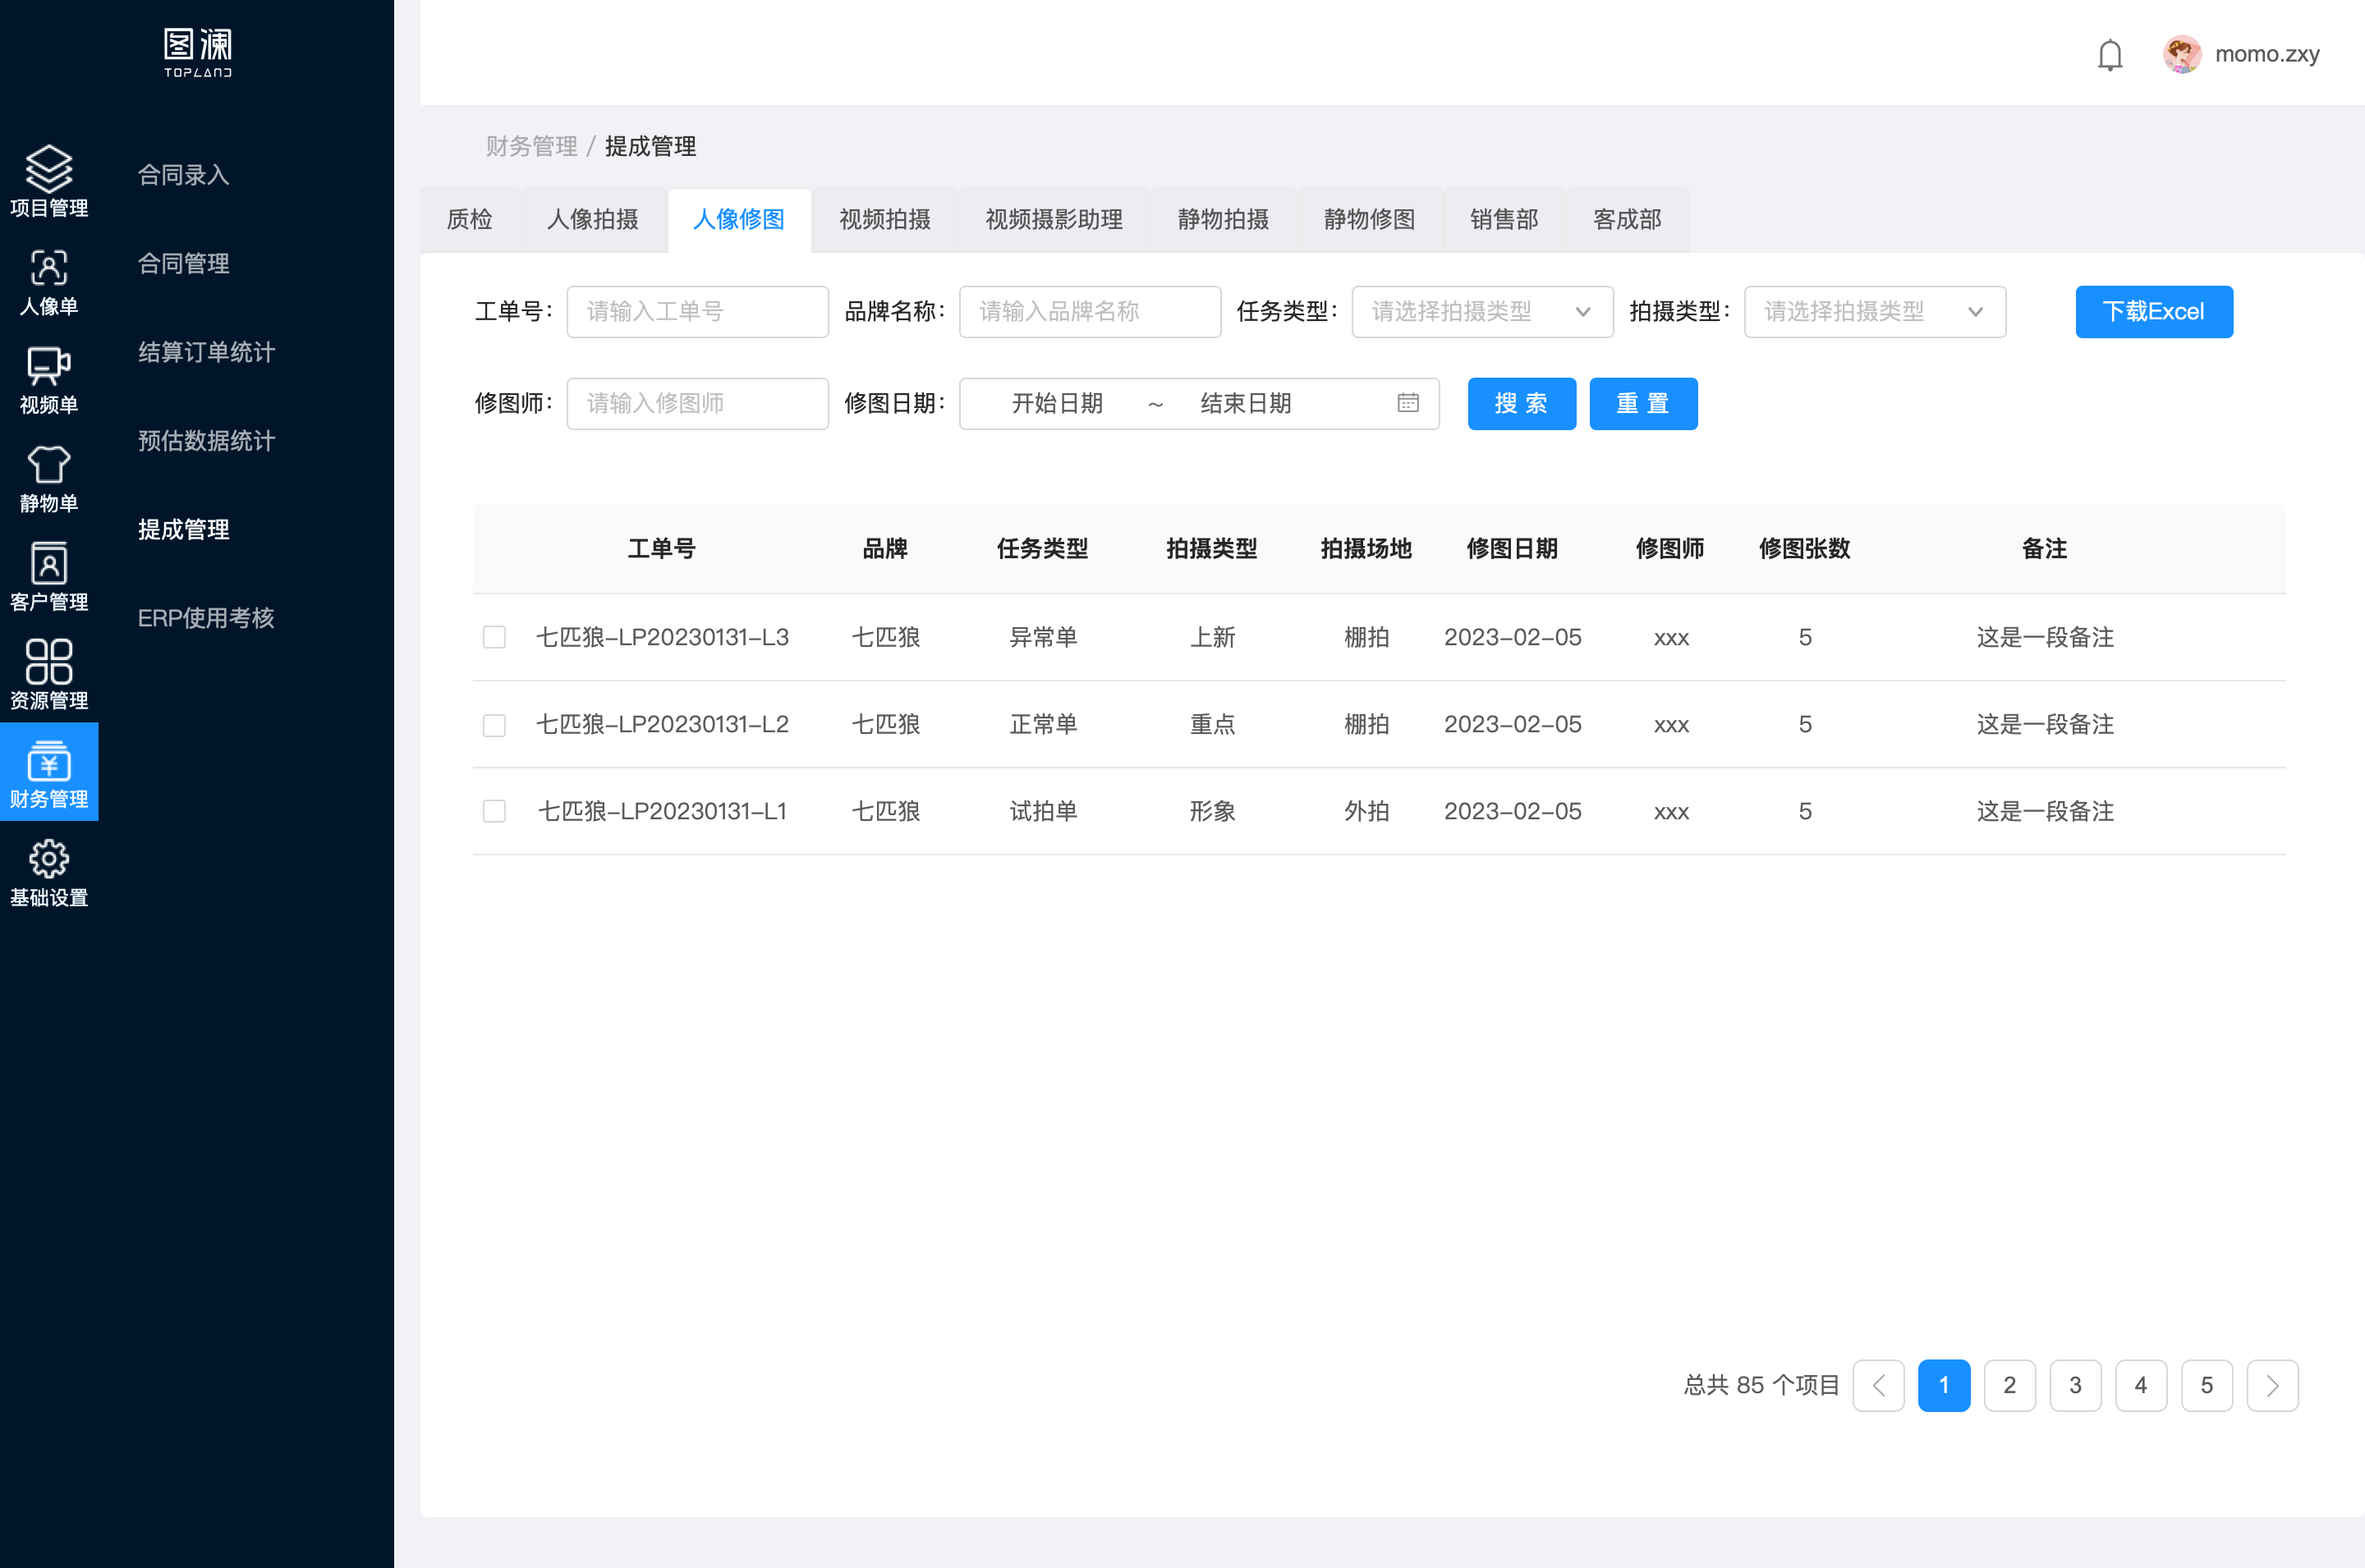 图澜
TOPLAND
momo.zxy
项目管理
人像单
视频单
静物单
客户管理
资源管理
财务管理
基础设置
合同录入
合同管理
结算订单统计
预估数据统计
提成管理
ERP使用考核
财务管理 / 提成管理
质检 人像拍摄 人像修图 视频拍摄 视频摄影助理 静物拍摄 静物修图 销售部 客成部
工单号: 请输入工单号 品牌名称: 请输入品牌名称 任务类型: 请选择拍摄类型 拍摄类型: 请选择拍摄类型 下载Excel
修图师: 请输入修图师 修图日期: 开始日期 ~ 结束日期 搜 索 重 置
工单号 品牌 任务类型 拍摄类型 拍摄场地 修图日期 修图师 修图张数 备注
七匹狼-LP20230131-L3 七匹狼 异常单 上新 棚拍 2023-02-05 xxx 5 这是一段备注
七匹狼-LP20230131-L2 七匹狼 正常单 重点 棚拍 2023-02-05 xxx 5 这是一段备注
七匹狼-LP20230131-L1 七匹狼 试拍单 形象 外拍 2023-02-05 xxx 5 这是一段备注
总共 85 个项目 1 2 3 4 5